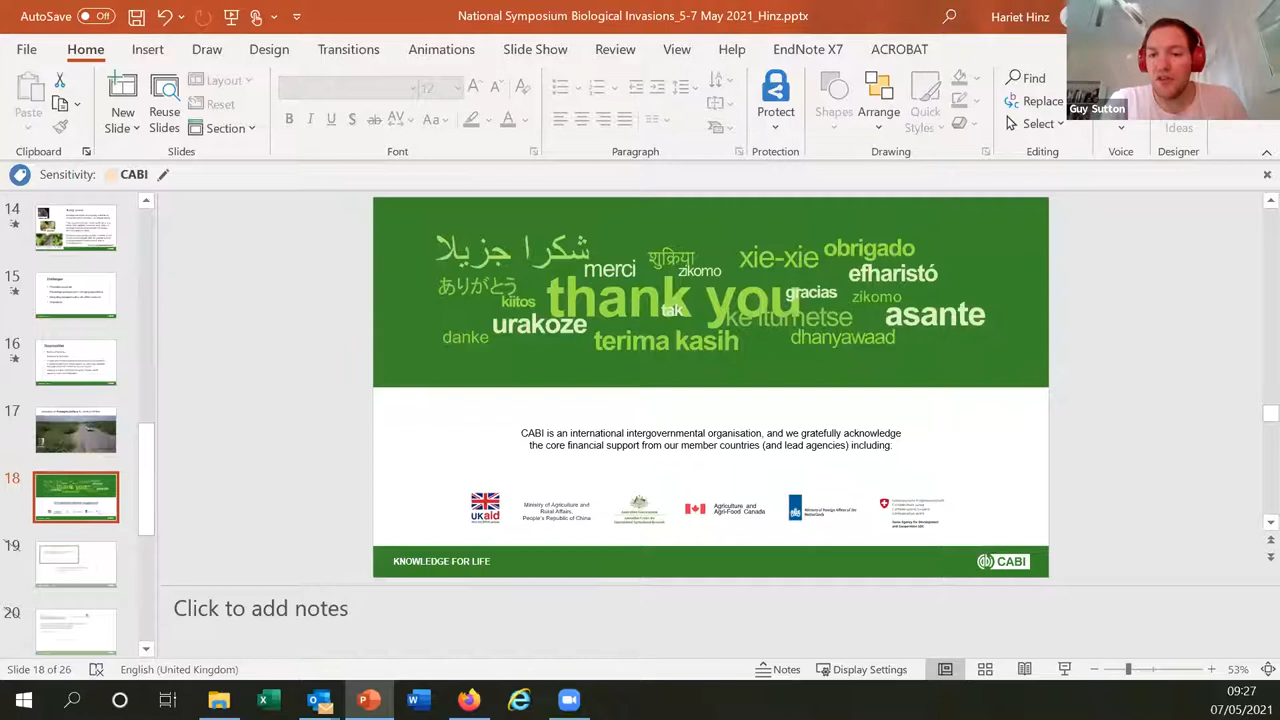 AutoSave Off National Symposium Biological Invasions_5-7 May 2021_Hinz.pptx Hariet Hinz
File Home Insert Draw Design Transitions Animations Slide Show Review View Help EndNote X7 ACROBAT
Guy Sutton
Paste New Slide Reuse Slides Layout Reset Section Protect Shapes Arrange Quick Styles Find Replace Select Ideas
Clipboard Slides Font Paragraph Protection Drawing Editing Voice Designer
Sensitivity: CABI
14
15
16
17
18
19
20
شكرا جزيلا
merci
शुक्रिया
zikomo
xie-xie
obrigado
efharistó
ありがとう
kiitos
thank you
gracias
zikomo
tak
urakoze
ke itumetse
asante
danke
terima kasih
dhanyawaad
CABI is an international intergovernmental organisation, and we gratefully acknowledge
the core financial support from our member countries (and lead agencies) including:
Ministry of Agriculture and
Rural Affairs,
People's Republic of China
Agriculture and
Agri-Food Canada
Ministry of Foreign Affairs of the
Netherlands
KNOWLEDGE FOR LIFE CABI
Click to add notes
Slide 18 of 26 English (United Kingdom) Notes Display Settings 53%
09:27
07/05/2021